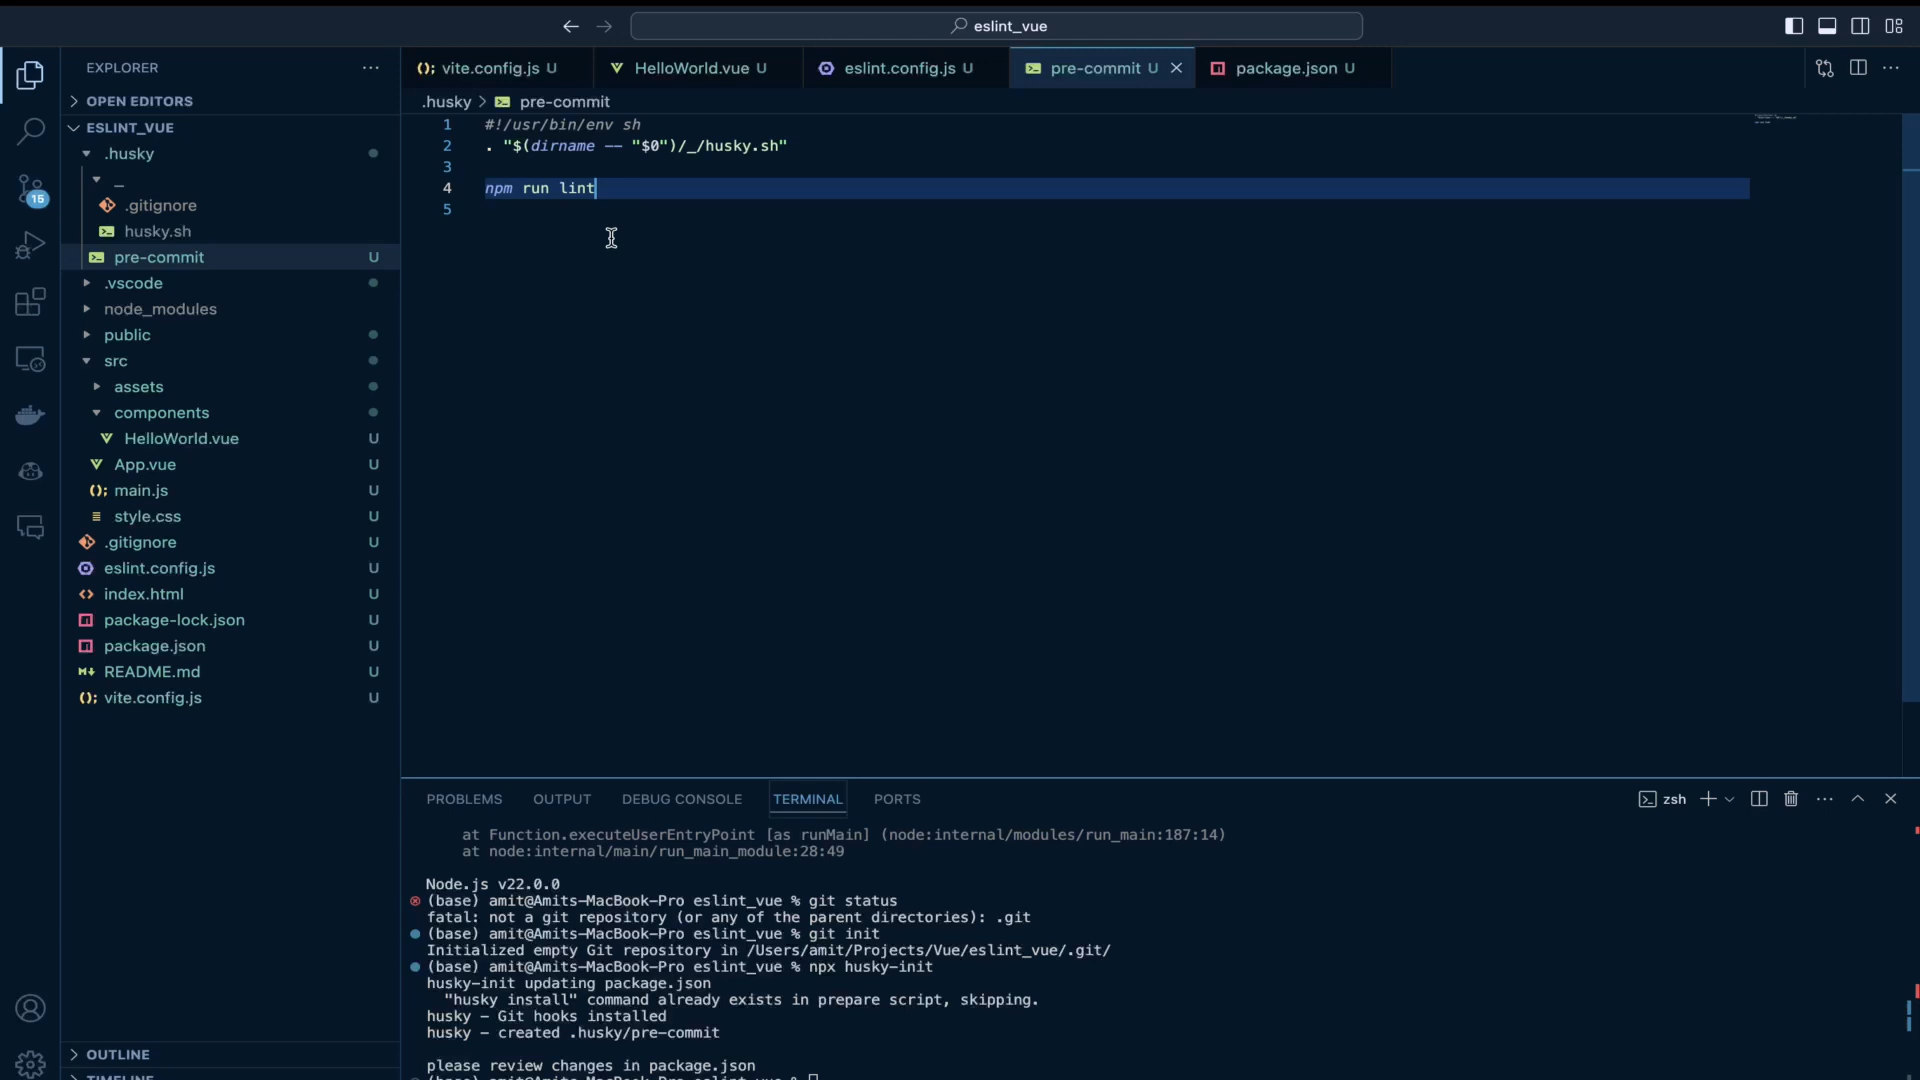 eslint_vue
EXPLORER
OPEN EDITORS
ESLINT_VUE
.husky
_
.gitignore
husky.sh
pre-commit U
.vscode
node_modules
public
src
assets
components
HelloWorld.vue U
App.vue U
main.js U
style.css U
.gitignore U
eslint.config.js U
index.html U
package-lock.json U
package.json U
README.md U
vite.config.js U
OUTLINE
TIMELINE
15
vite.config.js U
HelloWorld.vue U
eslint.config.js U
pre-commit U
package.json U
.husky > pre-commit
1 #!/usr/bin/env sh
2 . "$(dirname -- "$0")/_/husky.sh"
3
4 npm run lint
5
PROBLEMS OUTPUT DEBUG CONSOLE TERMINAL PORTS
zsh
at Function.executeUserEntryPoint [as runMain] (node:internal/modules/run_main:187:14)
at node:internal/main/run_main_module:28:49
Node.js v22.0.0
(base) amit@Amits-MacBook-Pro eslint_vue % git status
fatal: not a git repository (or any of the parent directories): .git
(base) amit@Amits-MacBook-Pro eslint_vue % git init
Initialized empty Git repository in /Users/amit/Projects/Vue/eslint_vue/.git/
(base) amit@Amits-MacBook-Pro eslint_vue % npx husky-init
husky-init updating package.json
"husky install" command already exists in prepare script, skipping.
husky - Git hooks installed
husky - created .husky/pre-commit
please review changes in package.json
(base) amit@Amits-MacBook-Pro eslint_vue %